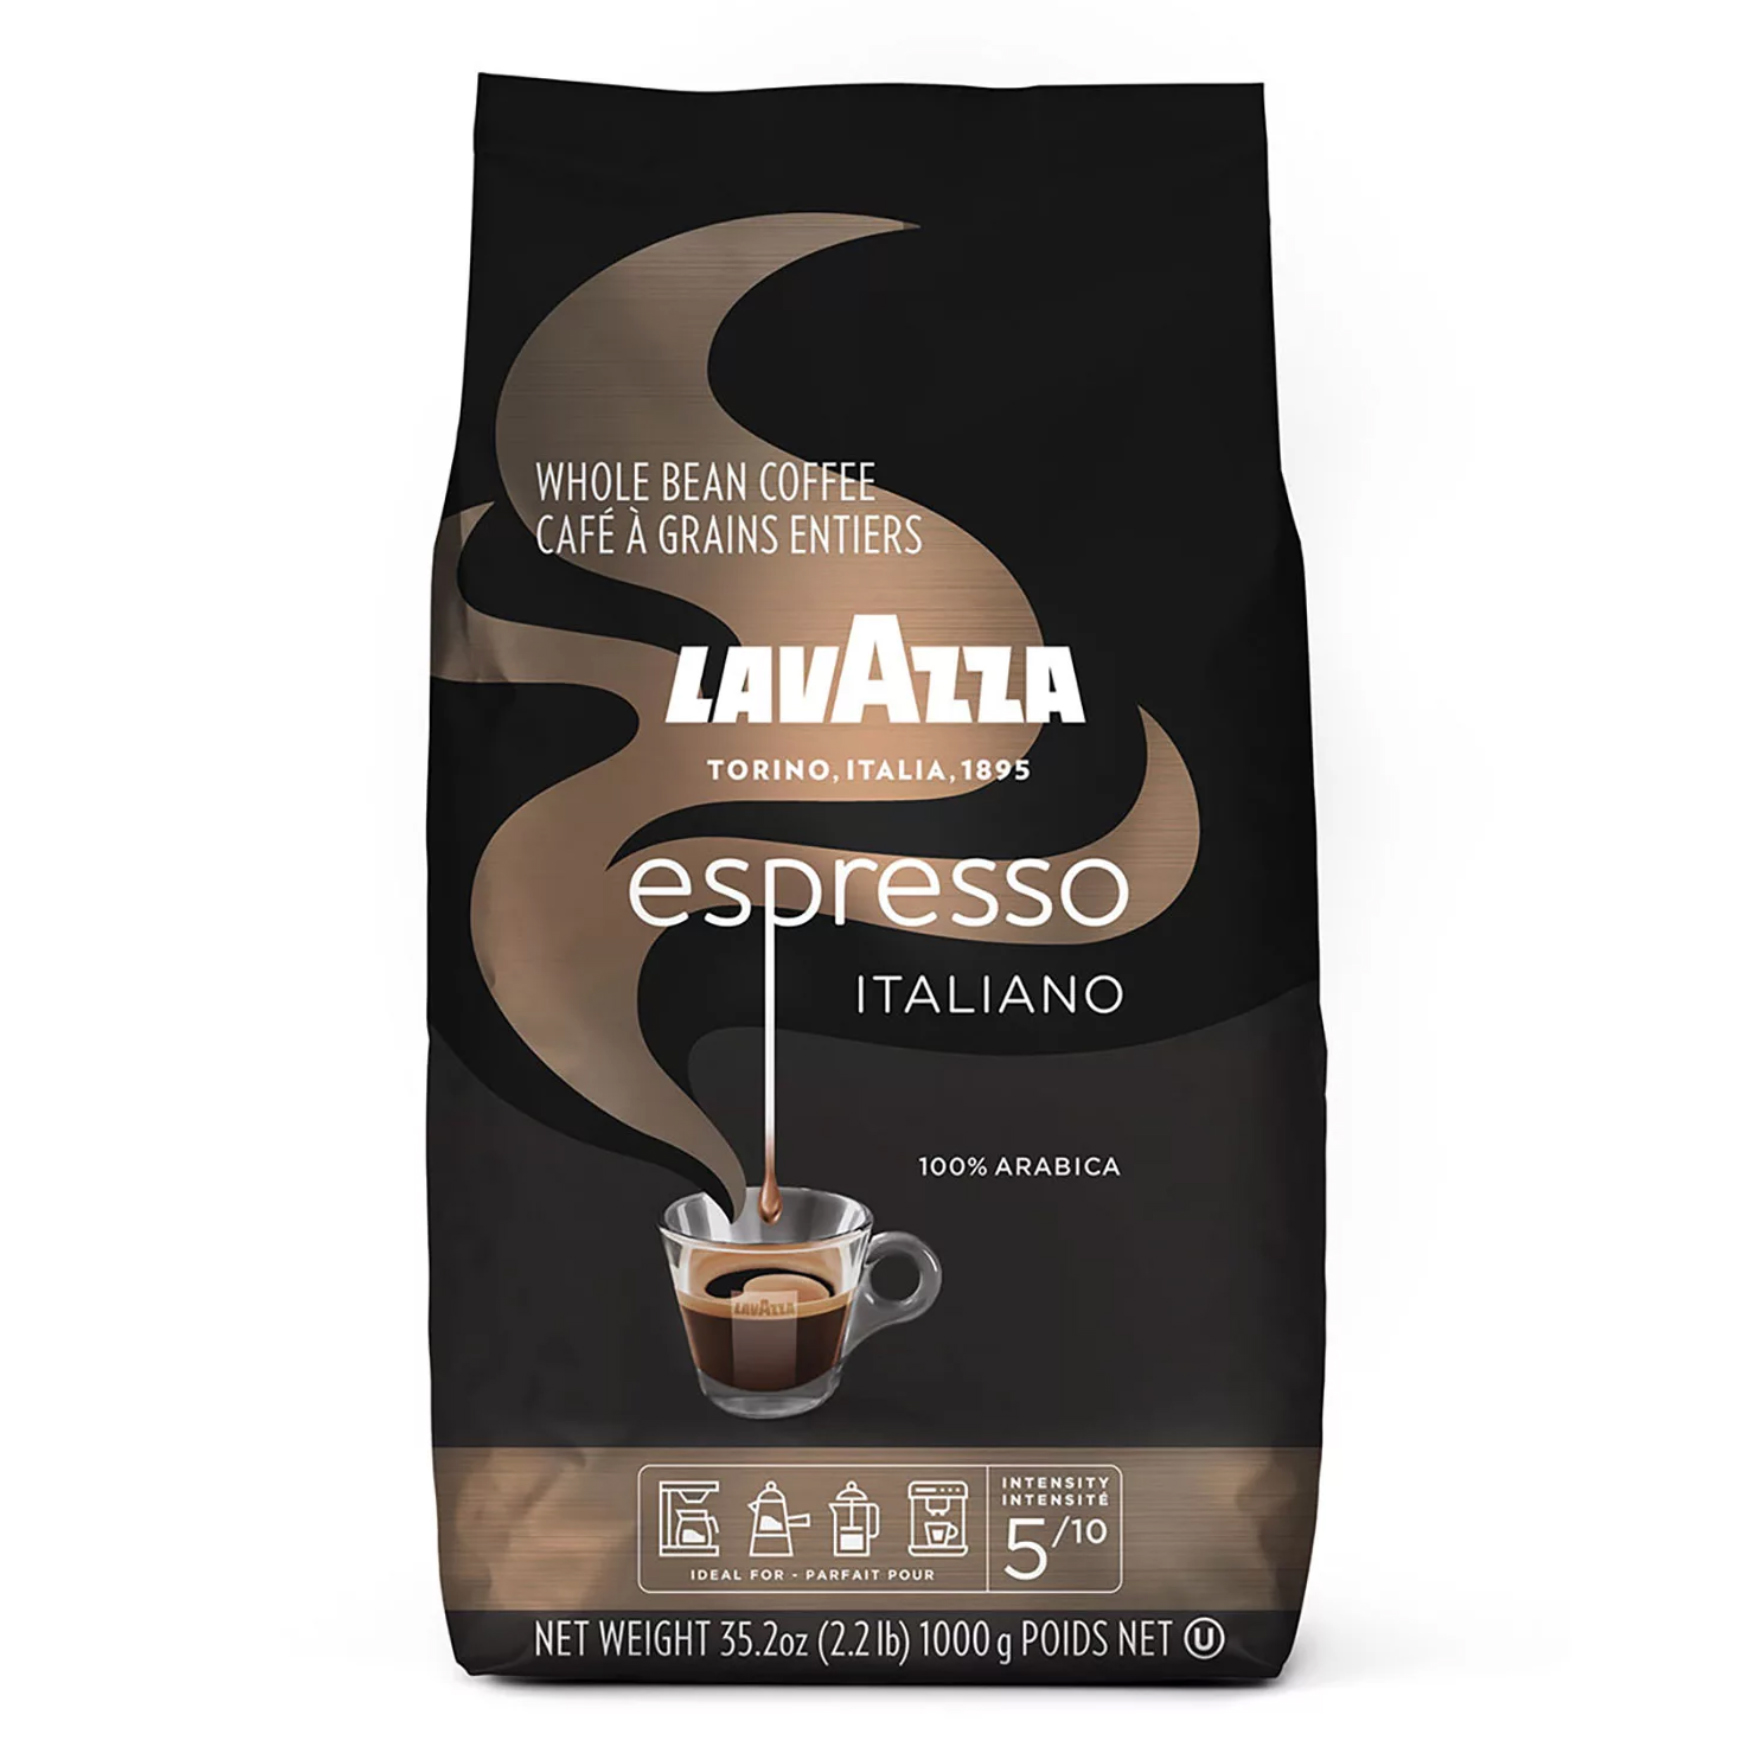 WHOLE BEAN COFFEE
CAFÉ À GRAINS ENTIERS
LAVAZZA
TORINO, ITALIA, 1895
espresso
ITALIANO
100% ARABICA
LAVAZZA
INTENSITY
INTENSITÉ
5/10
IDEAL FOR - PARFAIT POUR
NET WEIGHT 35.2oz (2.2 lb) 1000 g POIDS NET U